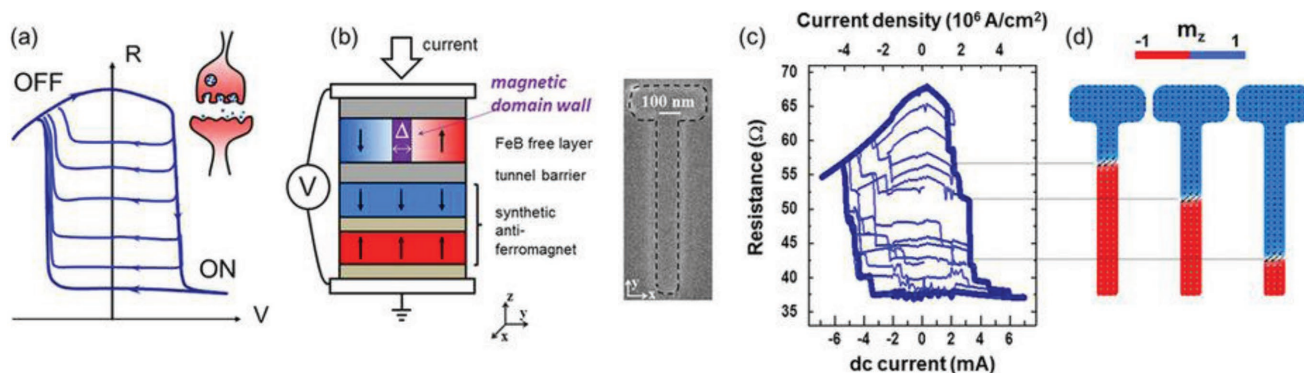 (a)
R
OFF
ON
V
(b)
current
magnetic
domain wall
Δ
FeB free layer
tunnel barrier
synthetic
anti-
ferromagnet
V
z
y
x
100 nm
y
x
(c)
Current density (10⁶ A/cm²)
-4 -2 0 2 4
Resistance (Ω)
70
65
60
55
50
45
40
35
-6 -4 -2 0 2 4 6
dc current (mA)
(d)
m_z
-1 1